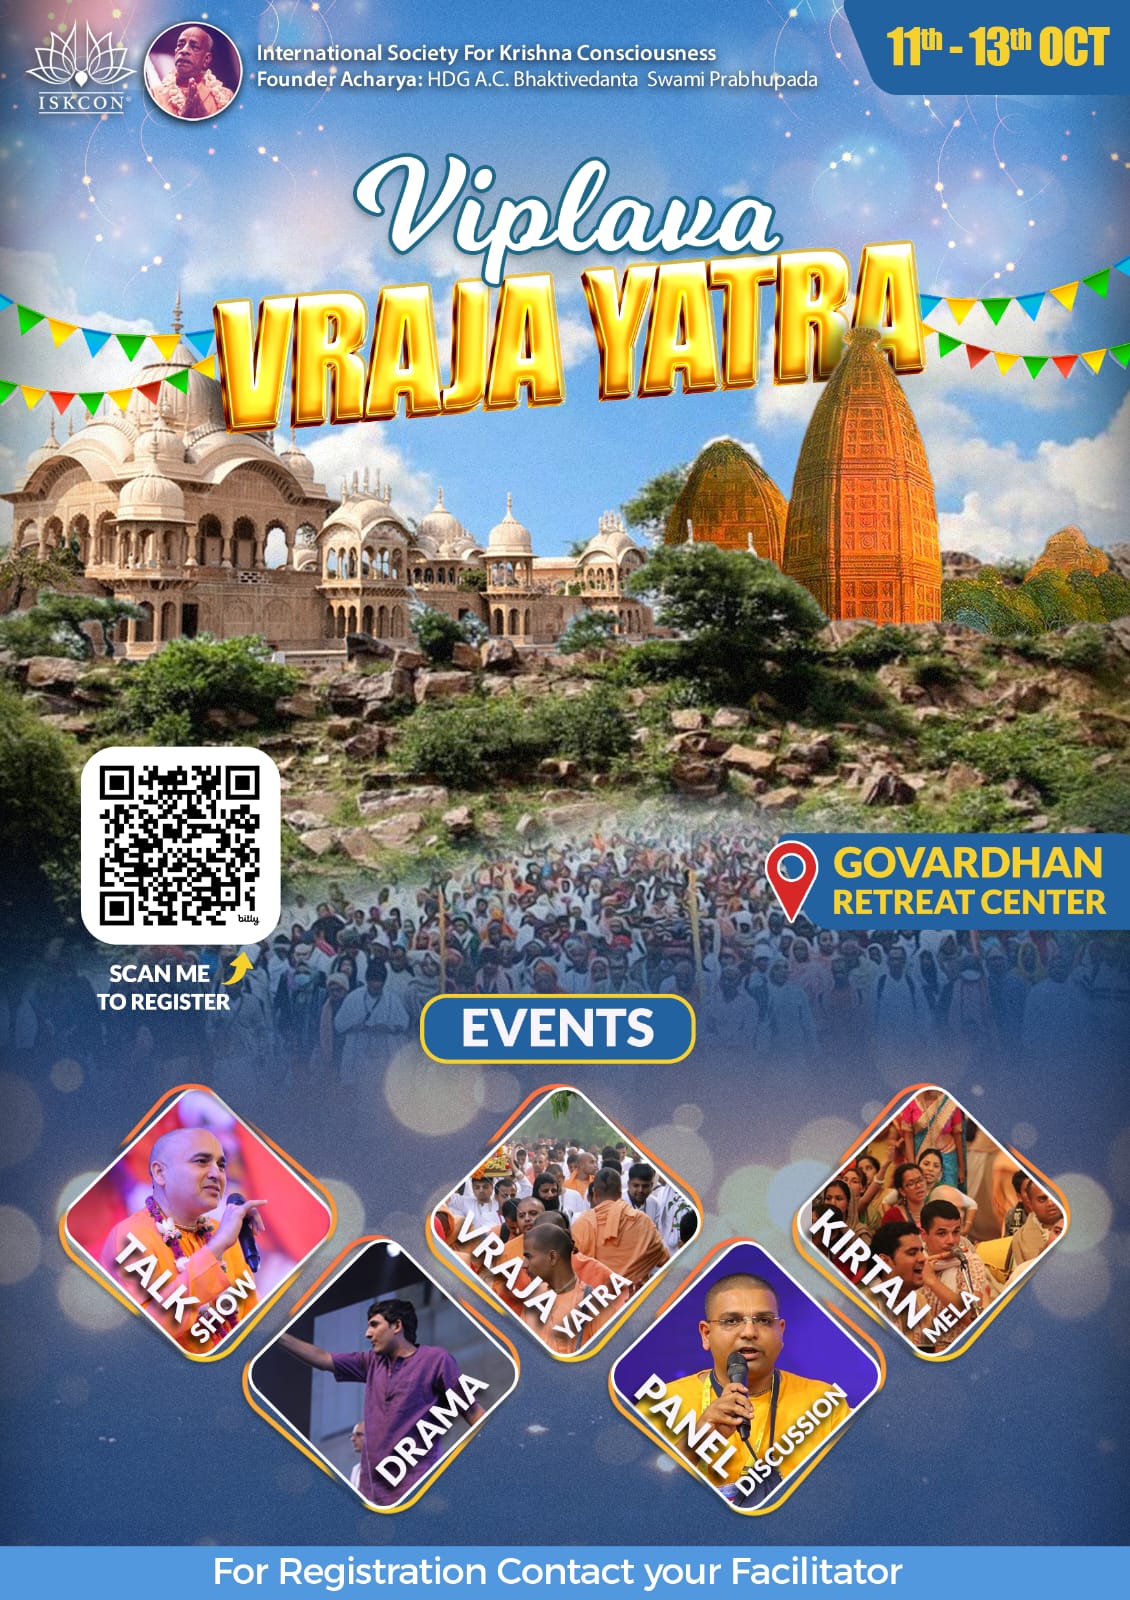 ISKCON
International Society For Krishna Consciousness
Founder Acharya: HDG A.C. Bhaktivedanta Swami Prabhupada
11th - 13th OCT
Viplava
VRAJA YATRA
GOVARDHAN
RETREAT CENTER
bitly
SCAN ME
TO REGISTER
EVENTS
TALK
SHOW
VRAJA
YATRA
KIRTAN
MELA
DRAMA
PANEL
DISCUSSION
For Registration Contact your Facilitator